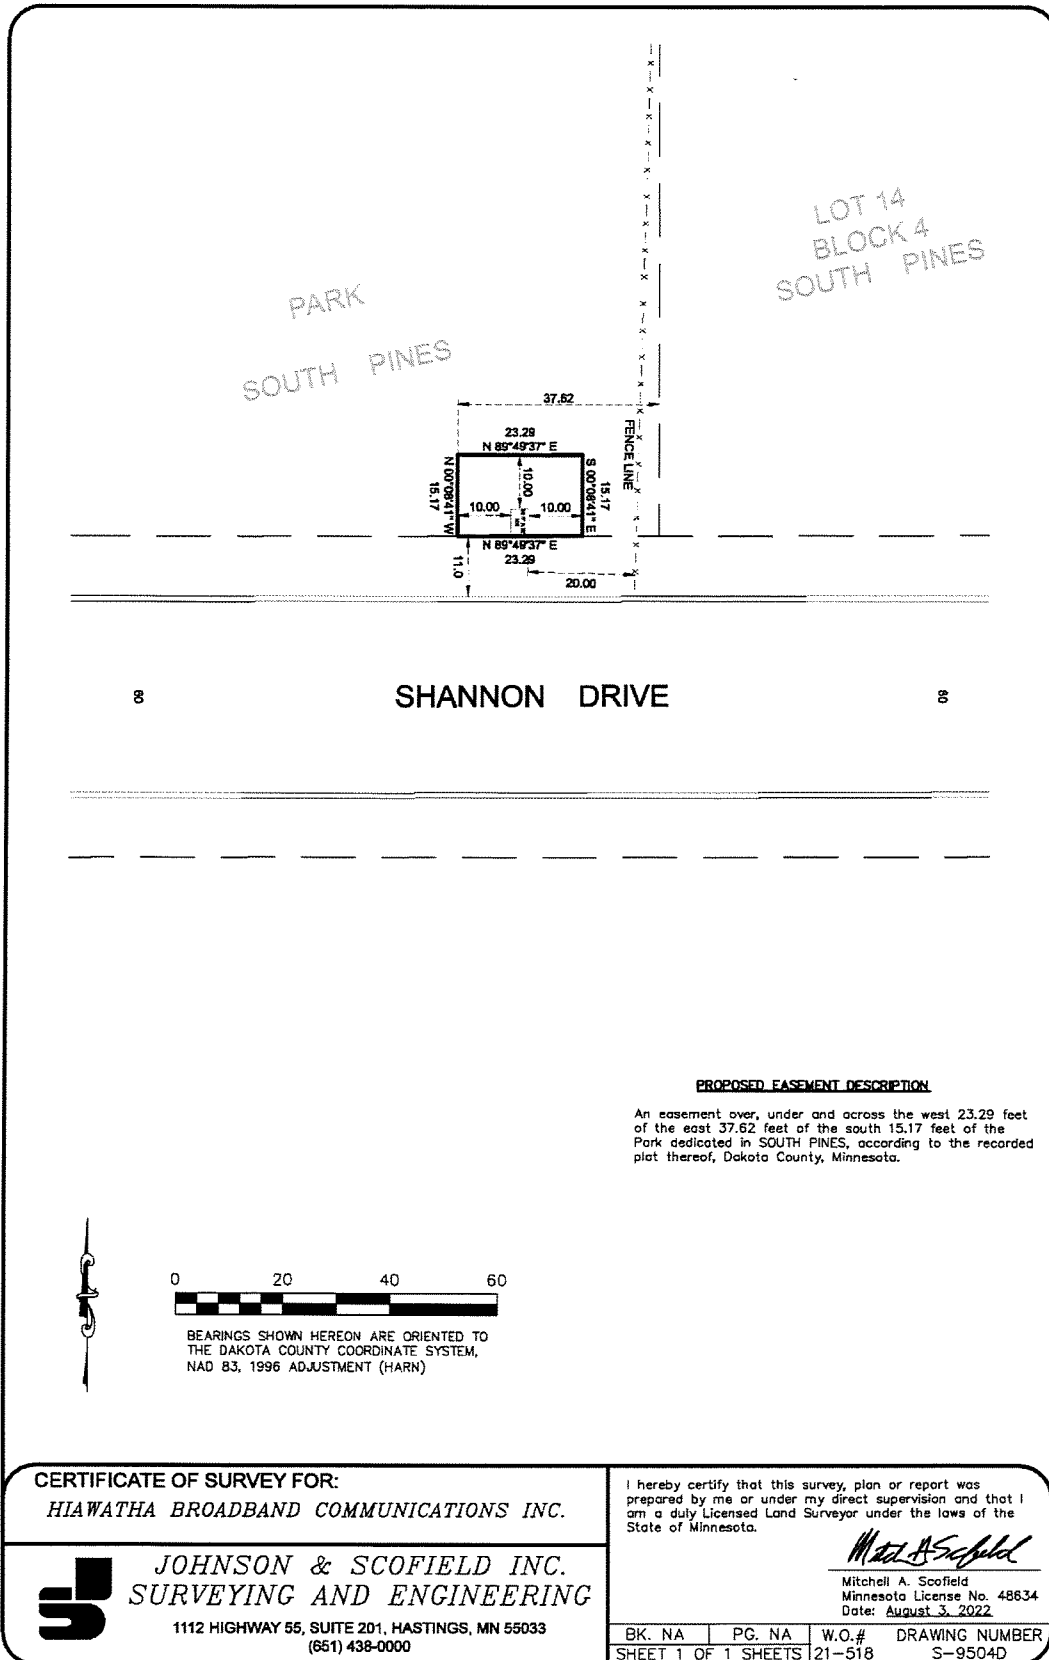 LOT 14
BLOCK 4
SOUTH PINES
PARK
SOUTH PINES
37.62
23.29
N 89°49'37" E
FENCE LINE
N 00°08'41" W
15.17
10.00
10.00
10.00
S 00°08'41" E
15.17
N 89°49'37" E
23.29
11.0
20.00
60
SHANNON DRIVE
60
PROPOSED EASEMENT DESCRIPTION
An easement over, under and across the west 23.29 feet
of the east 37.62 feet of the south 15.17 feet of the
Park dedicated in SOUTH PINES, according to the recorded
plat thereof, Dakota County, Minnesota.
0 20 40 60
BEARINGS SHOWN HEREON ARE ORIENTED TO
THE DAKOTA COUNTY COORDINATE SYSTEM,
NAD 83, 1996 ADJUSTMENT (HARN)
CERTIFICATE OF SURVEY FOR:
HIAWATHA BROADBAND COMMUNICATIONS INC.
JOHNSON & SCOFIELD INC.
SURVEYING AND ENGINEERING
1112 HIGHWAY 55, SUITE 201, HASTINGS, MN 55033
(651) 438-0000
I hereby certify that this survey, plan or report was
prepared by me or under my direct supervision and that I
am a duly Licensed Land Surveyor under the laws of the
State of Minnesota.
Mitchell A. Scofield
Minnesota License No. 48634
Date: August 3, 2022
BK. NA PG. NA W.O.# DRAWING NUMBER
SHEET 1 OF 1 SHEETS 21-518 S-9504D